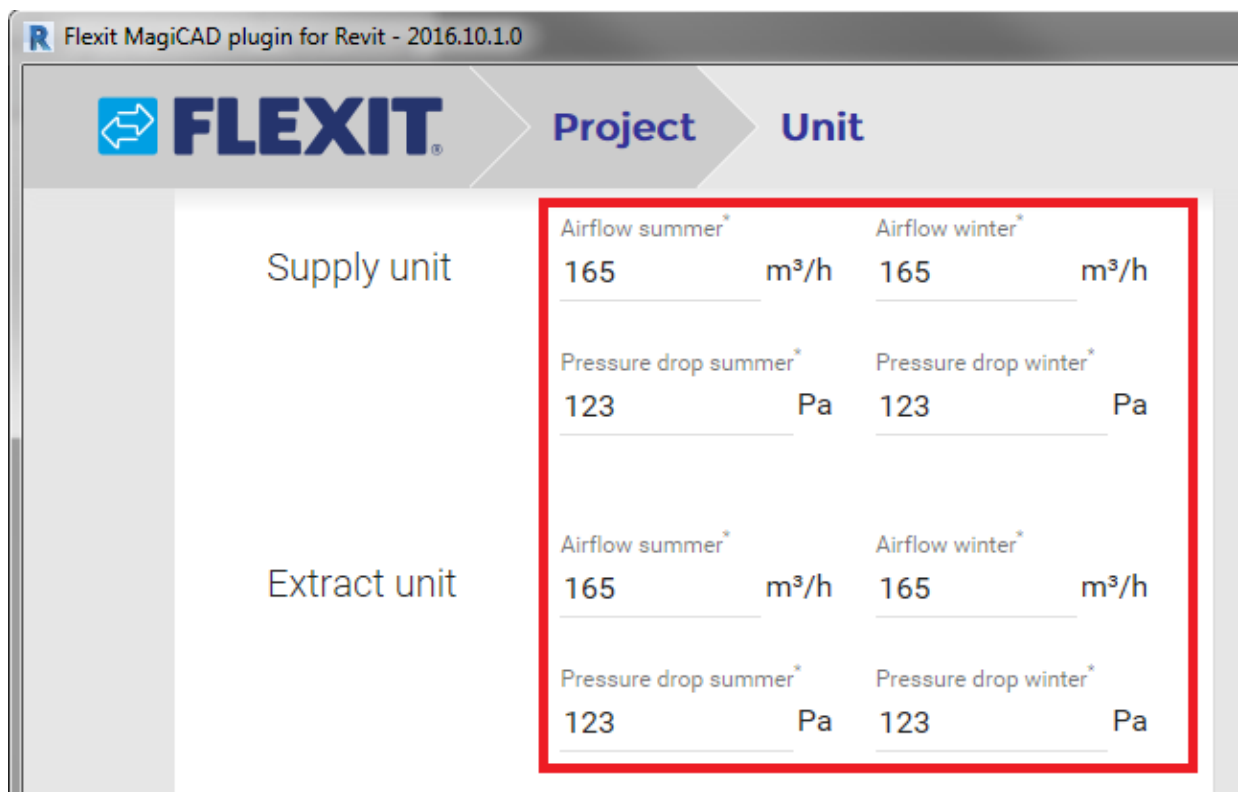 Flexit MagiCAD plugin for Revit - 2016.10.1.0
FLEXIT® Project Unit
Airflow summer* Airflow winter*
Supply unit 165 m³/h 165 m³/h
Pressure drop summer* Pressure drop winter*
123 Pa 123 Pa
Airflow summer* Airflow winter*
Extract unit 165 m³/h 165 m³/h
Pressure drop summer* Pressure drop winter*
123 Pa 123 Pa